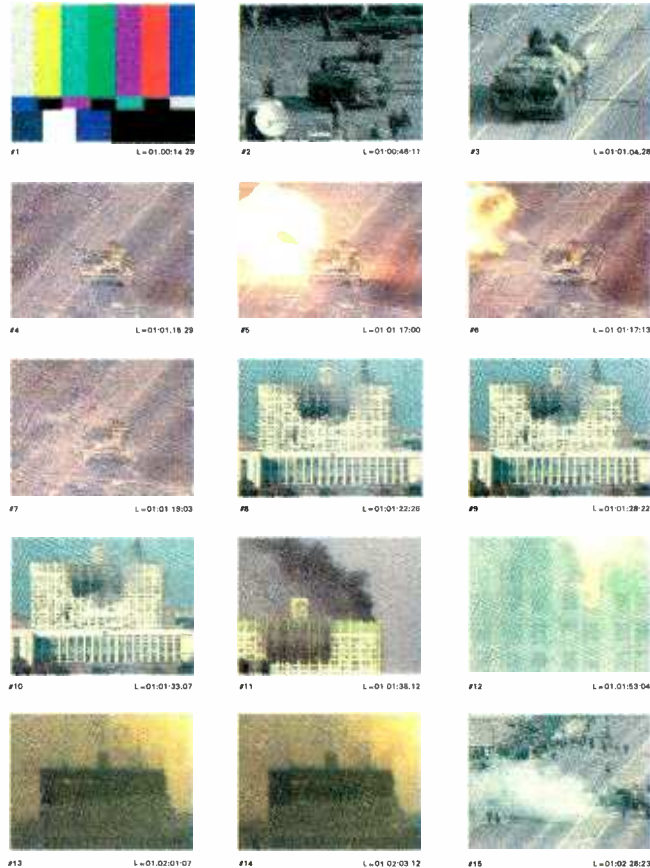 #1 L=01.00:14 29
#2 L=01:00:46:17
#3 L=01:01.04.28
#4 L=01:01.16 29
#5 L=01 01 17:00
#6 L=01 01:17:13
#7 L=01:01 19:03
#8 L=01:01:22:26
#9 L=01:01:28:22
#10 L=01:01:33.07
#11 L=01 01:38.12
#12 L=01.01:53:04
#13 L=01.02:01:07
#14 L=01 02:03 12
#15 L=01:02 28:23